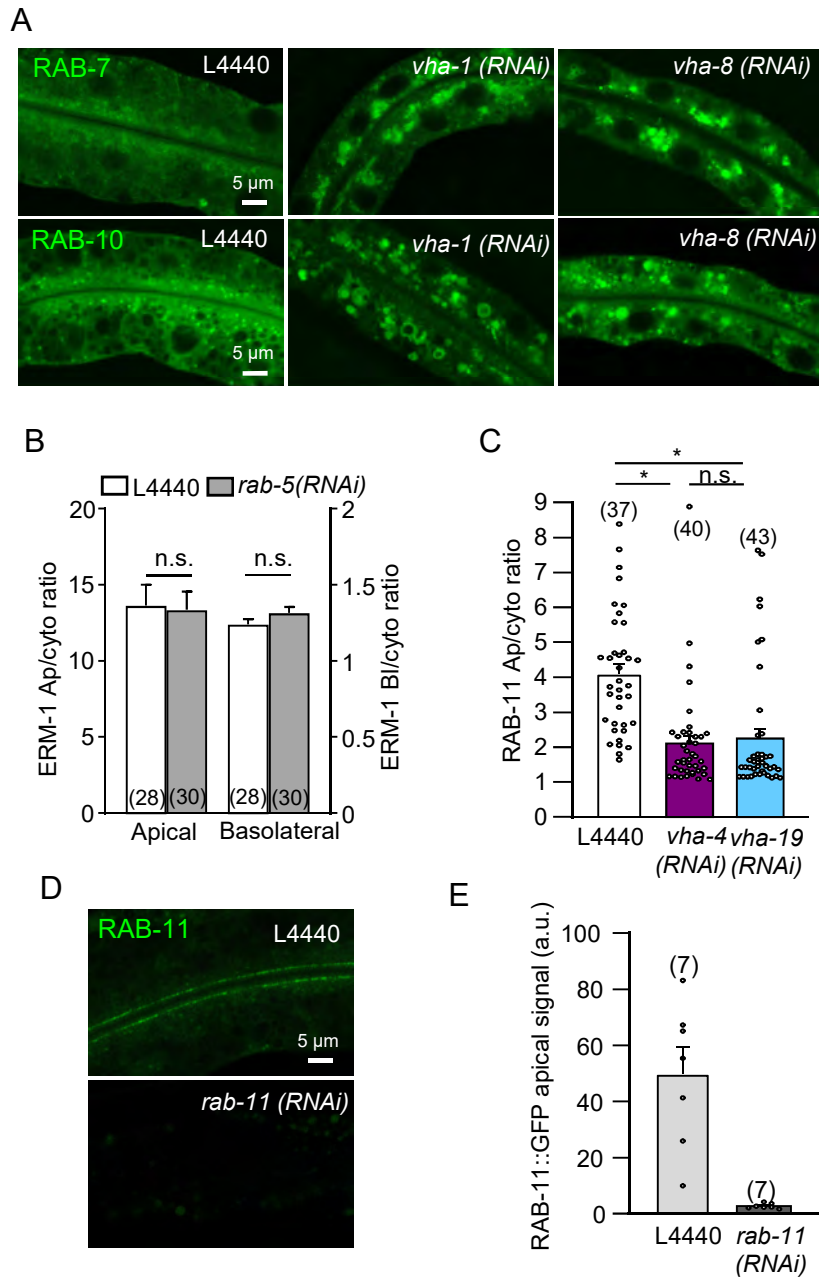 A
RAB-7
L4440
vha-1 (RNAi)
vha-8 (RNAi)
5 µm
RAB-10
L4440
vha-1 (RNAi)
vha-8 (RNAi)
5 µm
B
L4440
rab-5(RNAi)
ERM-1 Ap/cyto ratio
20
15
10
5
0
n.s.
n.s.
(28)
(30)
(28)
(30)
Apical
Basolateral
2
1.5
1
0.5
0
ERM-1 Bl/cyto ratio
C
*
*
n.s.
RAB-11 Ap/cyto ratio
9
8
7
6
5
4
3
2
1
0
(37)
(40)
(43)
L4440
vha-4
(RNAi)
vha-19
(RNAi)
D
RAB-11
L4440
5 µm
rab-11 (RNAi)
E
RAB-11::GFP apical signal (a.u.)
100
80
60
40
20
0
(7)
(7)
L4440
rab-11
(RNAi)